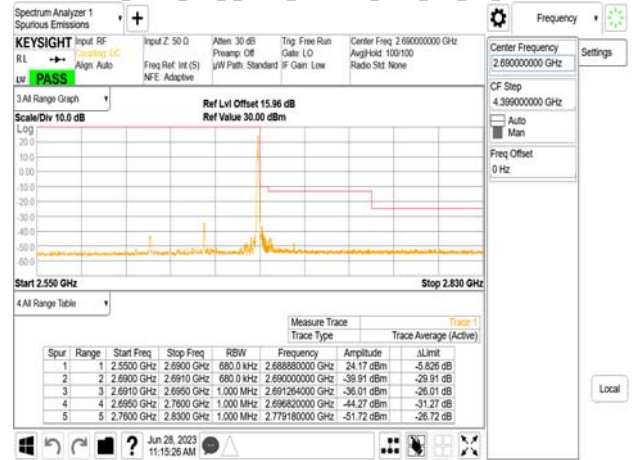 Spectrum Analyzer 1
Spurious Emissions
Frequency
KEYSIGHT Input: RF Input Z: 50 Ω Atten: 30 dB Trig: Free Run Center Freq: 2.690000000 GHz
RL Coupling: DC Preamp: Off Gate: LO Avg|Hold: 100/100
Align: Auto Freq Ref: Int (S) µW Path: Standard IF Gain: Low Radio Std: None
LW PASS NFE: Adaptive
Center Frequency
2.690000000 GHz
Settings
CF Step
4.399000000 GHz
Auto
Man
Freq Offset
0 Hz
Local
3 All Range Graph
Ref Lvl Offset 15.96 dB
Scale/Div 10.0 dB Ref Value 30.00 dBm
Log
20.0
10.0
0.00
-10.0
-20.0
-30.0
-40.0
-50.0
-60.0
Start 2.550 GHz Stop 2.830 GHz
4 All Range Table
Measure Trace Trace 1
Trace Type Trace Average (Active)
Spur Range Start Freq Stop Freq RBW Frequency Amplitude ΔLimit
1 1 2.5500 GHz 2.6900 GHz 680.0 kHz 2.688880000 GHz 24.17 dBm -5.826 dB
2 2 2.6900 GHz 2.6910 GHz 680.0 kHz 2.690000000 GHz -39.91 dBm -29.91 dB
3 3 2.6910 GHz 2.6950 GHz 1.000 MHz 2.691264000 GHz -36.01 dBm -26.01 dB
4 4 2.6950 GHz 2.7600 GHz 1.000 MHz 2.696820000 GHz -44.27 dBm -31.27 dB
5 5 2.7600 GHz 2.8300 GHz 1.000 MHz 2.779180000 GHz -51.72 dBm -26.72 dB
Jun 28, 2023
11:15:26 AM